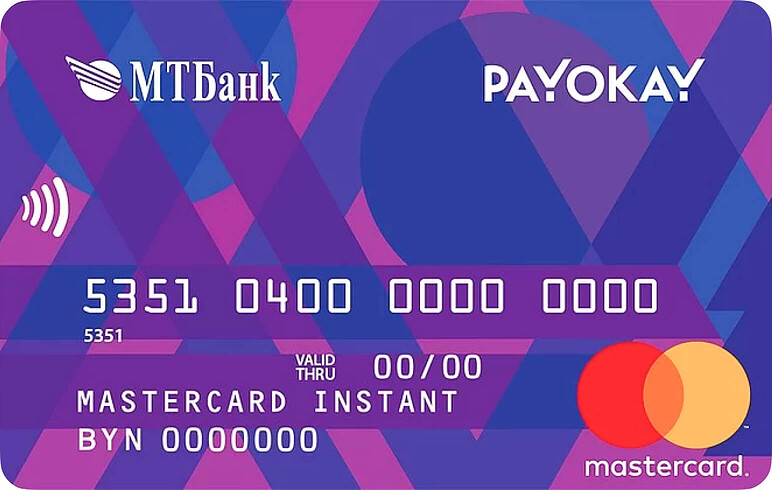 МТБанк PAYOKAY
5351 0400 0000 0000
5351
VALID THRU 00/00
MASTERCARD INSTANT
BYN 0000000
mastercard.